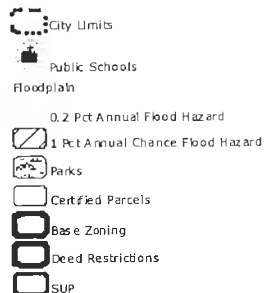 City Limits
Public Schools
Floodplain
0.2 Pct Annual Flood Hazard
1 Pct Annual Chance Flood Hazard
Parks
Certified Parcels
Base Zoning
Deed Restrictions
SUP